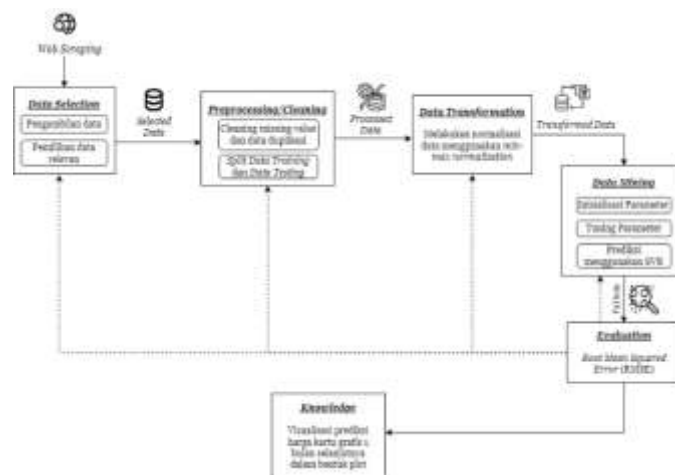 Web Scraping
Data Selection
Pengambilan data
Pemilihan data
relevan
Selected
Data
Preprocessing/Cleaning
Cleaning missing value
dan data duplikasi
Split Data Training
dan Data Testing
Processed
Data
Data Transformation
Melakukan normalisasi
data menggunakan min-
max normalization
Transformed Data
Data Mining
Inisialisasi Parameter
Tuning Parameter
Prediksi
menggunakan SVR
Pattern
Evaluation
Root Mean Squared
Error (RMSE)
Knowledge
Visualisasi prediksi
harga kartu grafis
bulan selanjutnya
dalam bentuk plot